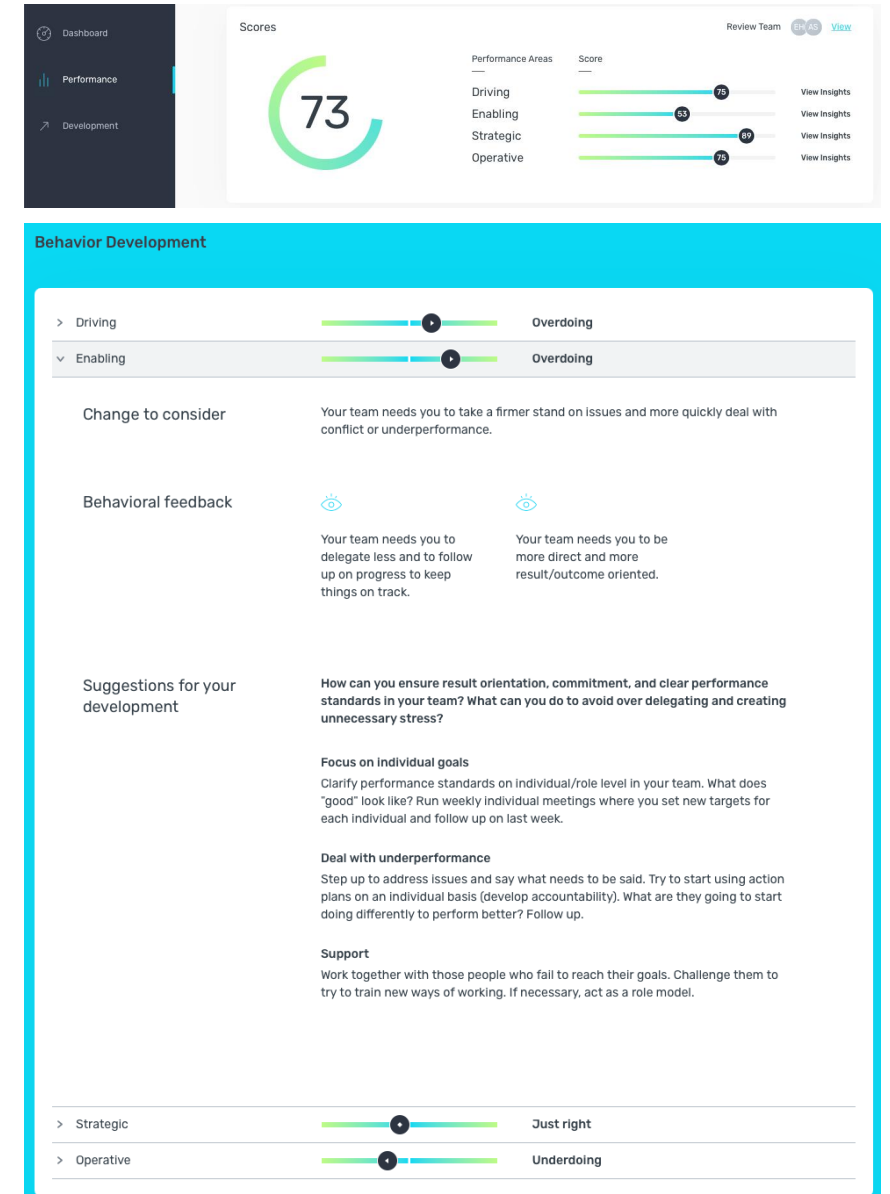 Dashboard
Performance
Development
Scores
Review Team EH AS View
73
Performance Areas Score
Driving 75 View Insights
Enabling 53 View Insights
Strategic 89 View Insights
Operative 75 View Insights
Behavior Development
Driving Overdoing
Enabling Overdoing
Change to consider
Your team needs you to take a firmer stand on issues and more quickly deal with
conflict or underperformance.
Behavioral feedback
Your team needs you to
delegate less and to follow
up on progress to keep
things on track.
Your team needs you to be
more direct and more
result/outcome oriented.
Suggestions for your
development
How can you ensure result orientation, commitment, and clear performance
standards in your team? What can you do to avoid over delegating and creating
unnecessary stress?
Focus on individual goals
Clarify performance standards on individual/role level in your team. What does
"good" look like? Run weekly individual meetings where you set new targets for
each individual and follow up on last week.
Deal with underperformance
Step up to address issues and say what needs to be said. Try to start using action
plans on an individual basis (develop accountability). What are they going to start
doing differently to perform better? Follow up.
Support
Work together with those people who fail to reach their goals. Challenge them to
try to train new ways of working. If necessary, act as a role model.
Strategic Just right
Operative Underdoing